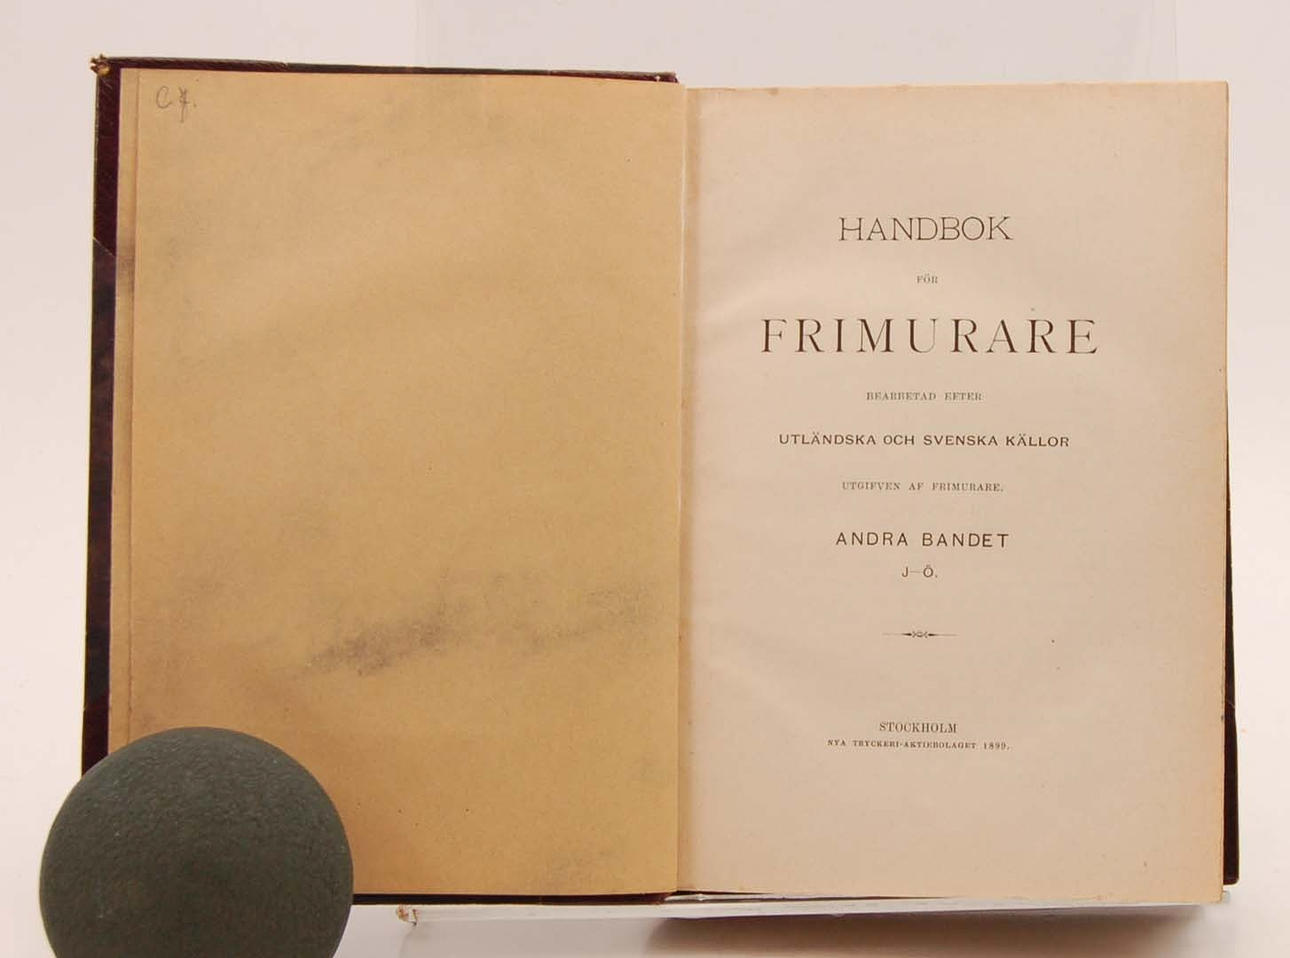 HANDBOK
FÖR
FRIMURARE
BEARBETAD EFTER
UTLÄNDSKA OCH SVENSKA KÄLLOR
UTGIFVEN AF FRIMURARE.
ANDRA BANDET
J—Ö.
STOCKHOLM
NYA TRYCKERI-AKTIEBOLAGET 1899.